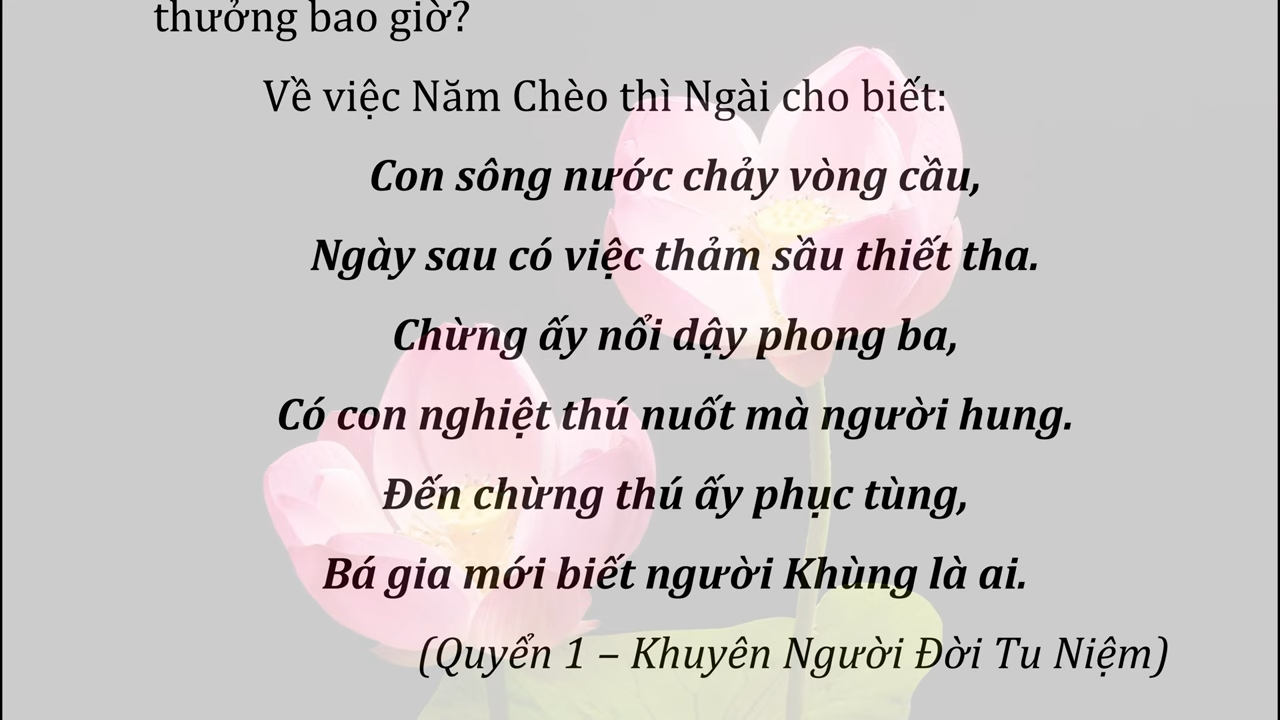 thưởng bao giờ?
Về việc Năm Chèo thì Ngài cho biết:
Con sông nước chảy vòng cầu,
Ngày sau có việc thảm sầu thiết tha.
Chừng ấy nổi dậy phong ba,
Có con nghiệt thú nuốt mà người hung.
Đến chừng thú ấy phục tùng,
Bá gia mới biết người Khùng là ai.
(Quyển 1 – Khuyên Người Đời Tu Niệm)